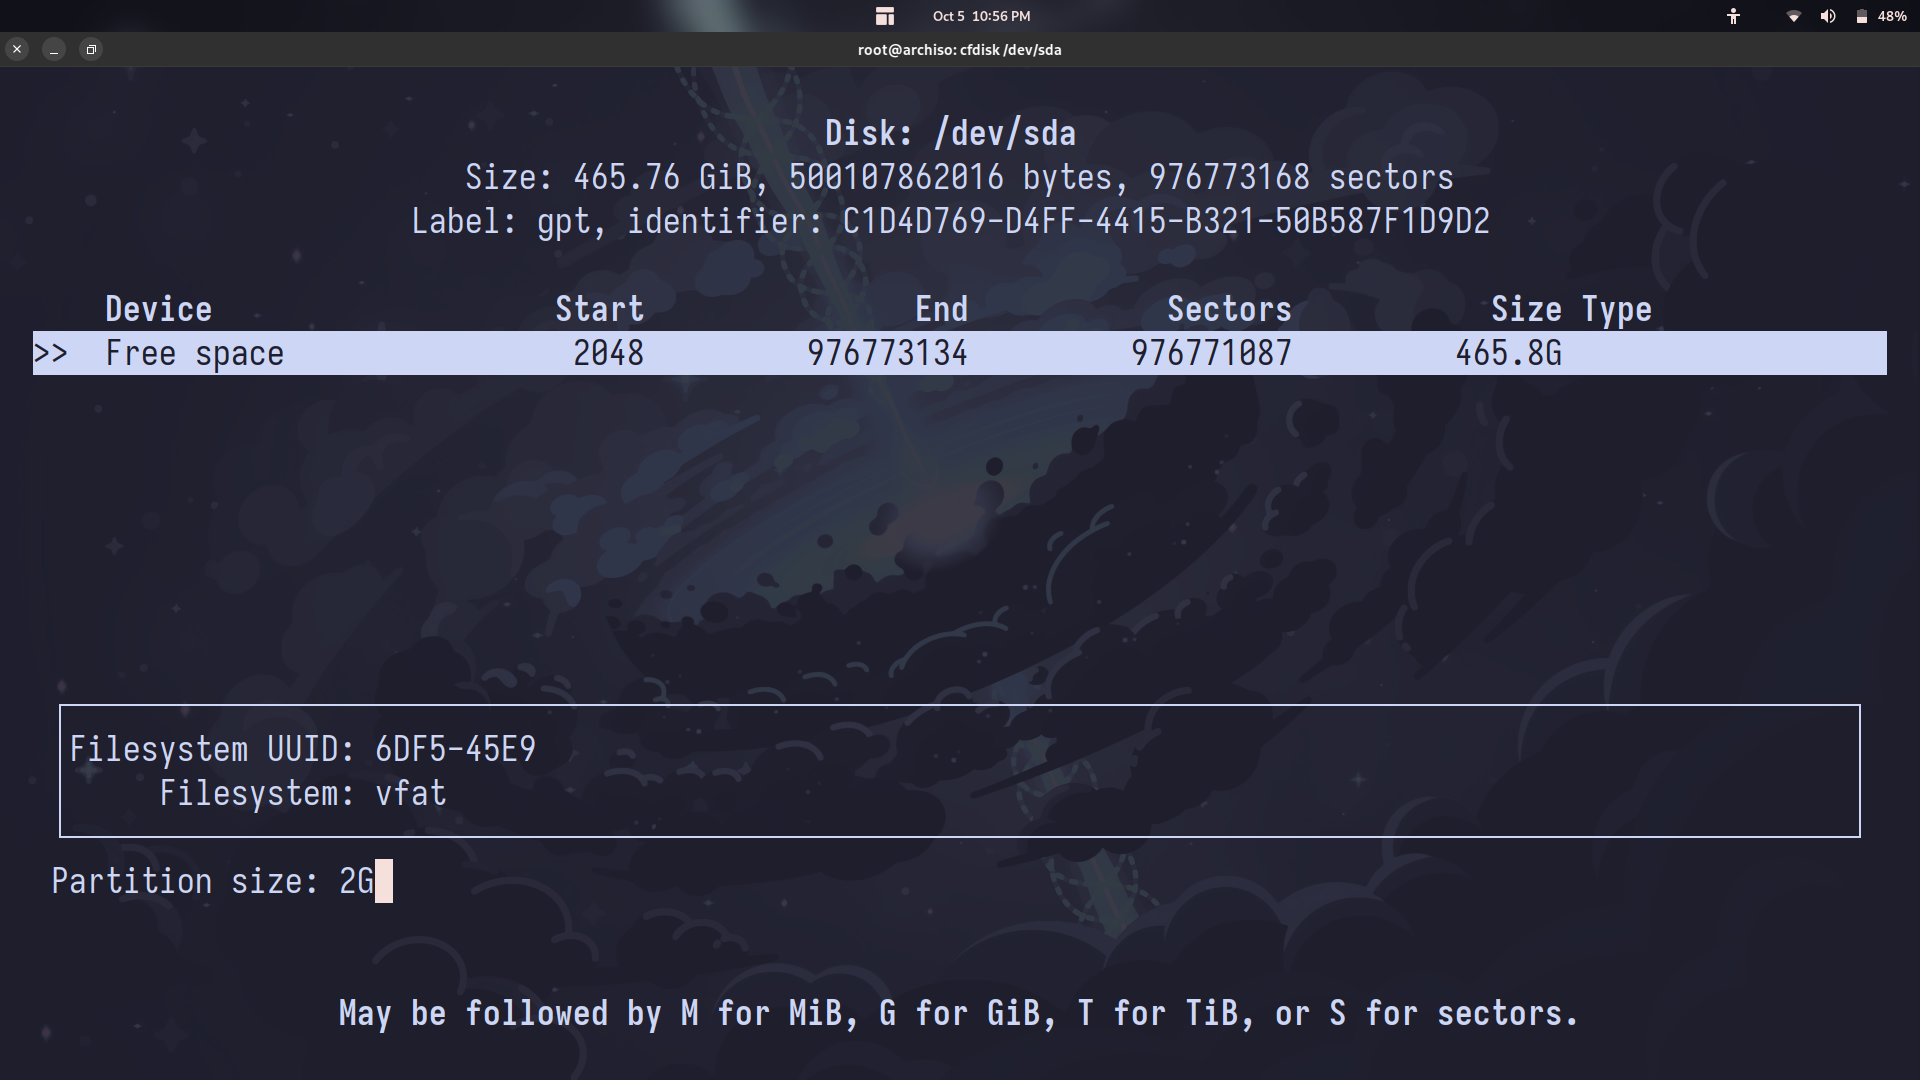 Oct 5 10:56 PM
48%
root@archiso: cfdisk /dev/sda
Disk: /dev/sda
Size: 465.76 GiB, 500107862016 bytes, 976773168 sectors
Label: gpt, identifier: C1D4D769-D4FF-4415-B321-50B587F1D9D2
Device Start End Sectors Size Type
>> Free space 2048 976773134 976771087 465.8G
Filesystem UUID: 6DF5-45E9
Filesystem: vfat
Partition size: 2G
May be followed by M for MiB, G for GiB, T for TiB, or S for sectors.